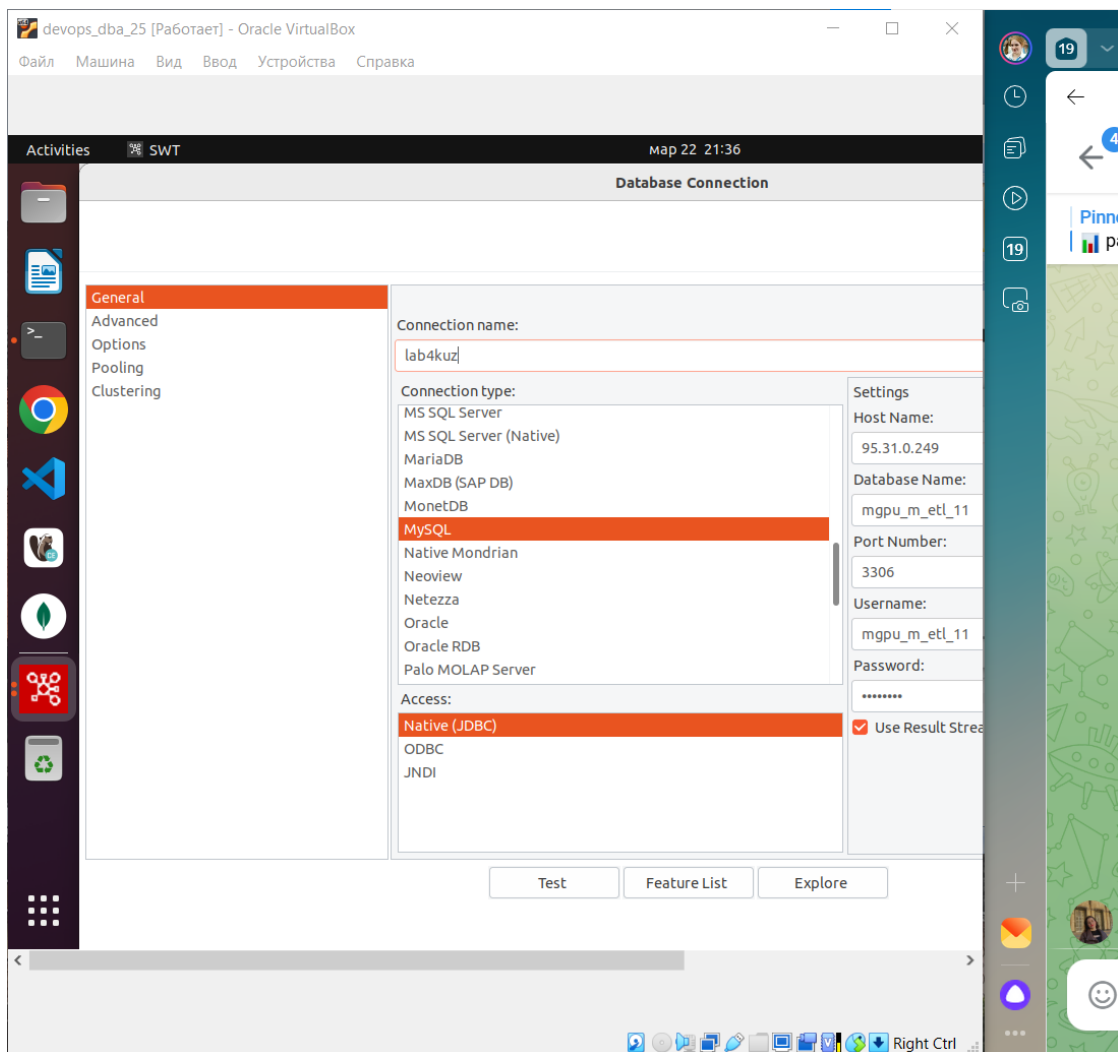 devops_dba_25 [Работает] - Oracle VirtualBox
Файл Машина Вид Ввод Устройства Справка
19
Activities SWT мар 22 21:36
4
Database Connection
Pinne
19
General
Advanced
Options
Pooling
Clustering
Connection name:
lab4kuz
Connection type:
MS SQL Server
MS SQL Server (Native)
MariaDB
MaxDB (SAP DB)
MonetDB
MySQL
Native Mondrian
Neoview
Netezza
Oracle
Oracle RDB
Palo MOLAP Server
Access:
Native (JDBC)
ODBC
JNDI
Settings
Host Name:
95.31.0.249
Database Name:
mgpu_m_etl_11
Port Number:
3306
Username:
mgpu_m_etl_11
Password:
••••••••
Use Result Strea
Test Feature List Explore
Right Ctrl